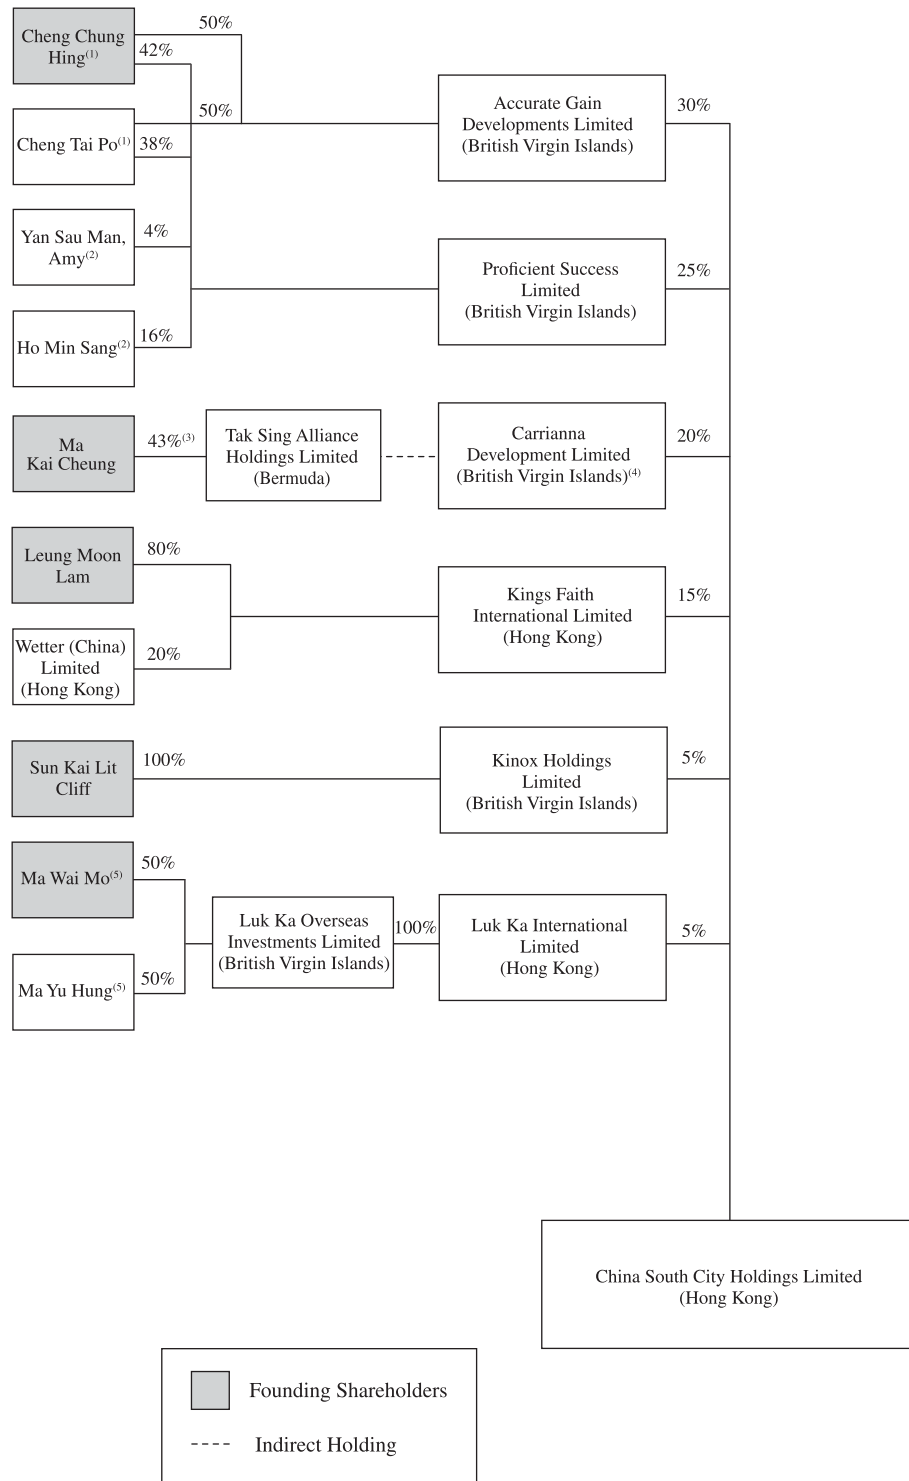 Cheng Chung
Hing(1)
50%
42%
50%
Cheng Tai Po(1)
38%
Yan Sau Man,
Amy(2)
4%
Ho Min Sang(2)
16%
Accurate Gain
Developments Limited
(British Virgin Islands)
30%
Proficient Success
Limited
(British Virgin Islands)
25%
Ma
Kai Cheung
43%(3)
Tak Sing Alliance
Holdings Limited
(Bermuda)
Carrianna
Development Limited
(British Virgin Islands)(4)
20%
Leung Moon
Lam
80%
Wetter (China)
Limited
(Hong Kong)
20%
Kings Faith
International Limited
(Hong Kong)
15%
Sun Kai Lit
Cliff
100%
Kinox Holdings
Limited
(British Virgin Islands)
5%
Ma Wai Mo(5)
50%
Ma Yu Hung(5)
50%
Luk Ka Overseas
Investments Limited
(British Virgin Islands)
100%
Luk Ka International
Limited
(Hong Kong)
5%
China South City Holdings Limited
(Hong Kong)
Founding Shareholders
Indirect Holding